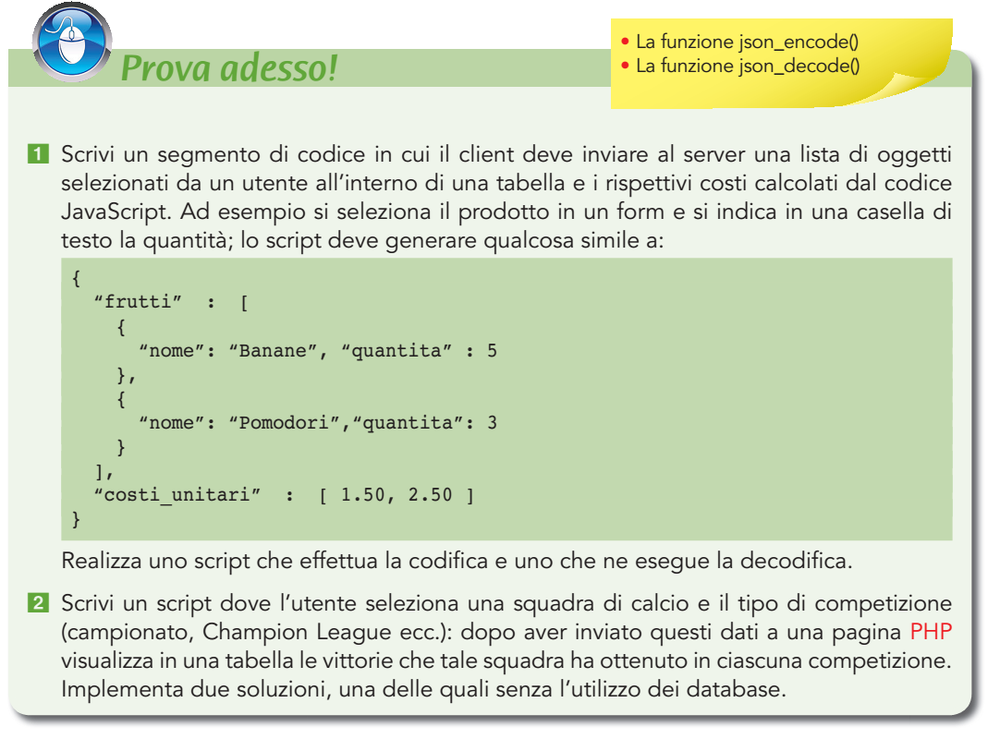 Prova adesso!
• La funzione json_encode()
• La funzione json_decode()
1 Scrivi un segmento di codice in cui il client deve inviare al server una lista di oggetti
selezionati da un utente all’interno di una tabella e i rispettivi costi calcolati dal codice
JavaScript. Ad esempio si seleziona il prodotto in un form e si indica in una casella di
testo la quantità; lo script deve generare qualcosa simile a:
{
“frutti” : [
{
“nome”: “Banane”, “quantita” : 5
},
{
“nome”: “Pomodori”,“quantita”: 3
}
],
“costi_unitari” : [ 1.50, 2.50 ]
}
Realizza uno script che effettua la codifica e uno che ne esegue la decodifica.
2 Scrivi un script dove l’utente seleziona una squadra di calcio e il tipo di competizione
(campionato, Champion League ecc.): dopo aver inviato questi dati a una pagina PHP
visualizza in una tabella le vittorie che tale squadra ha ottenuto in ciascuna competizione.
Implementa due soluzioni, una delle quali senza l’utilizzo dei database.